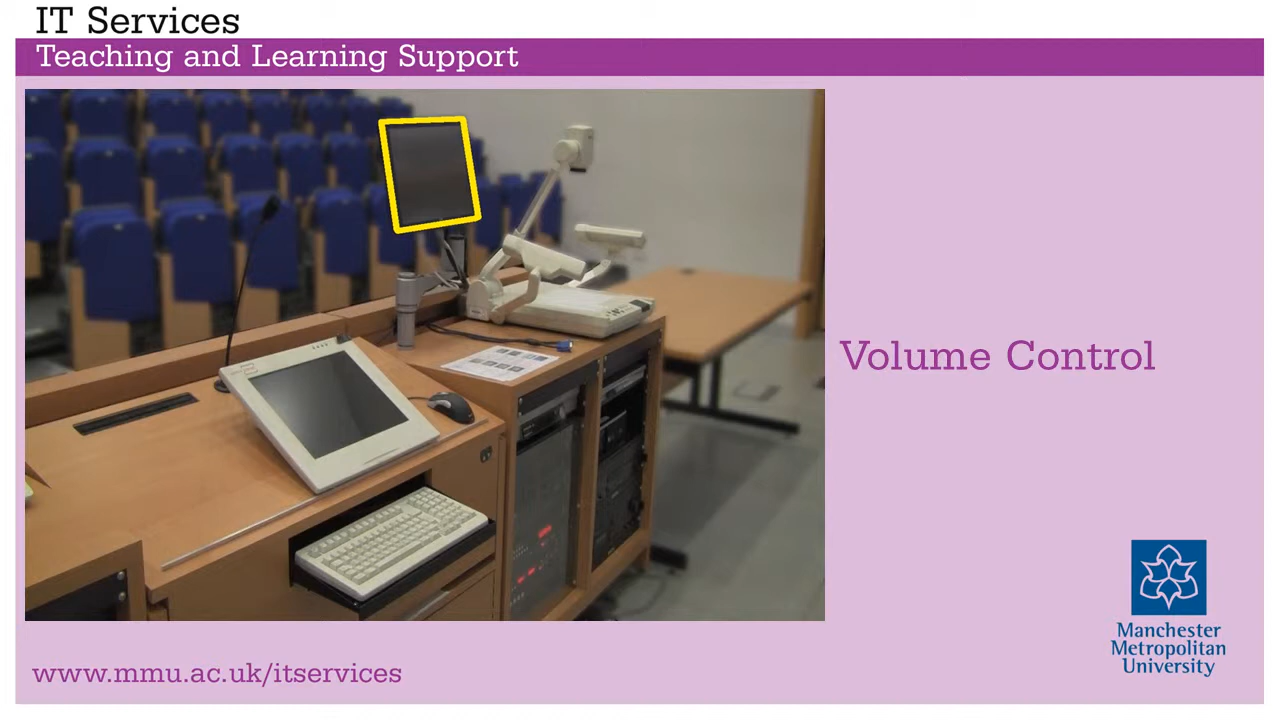 IT Services
Teaching and Learning Support
Volume Control
Manchester
Metropolitan
University
www.mmu.ac.uk/itservices